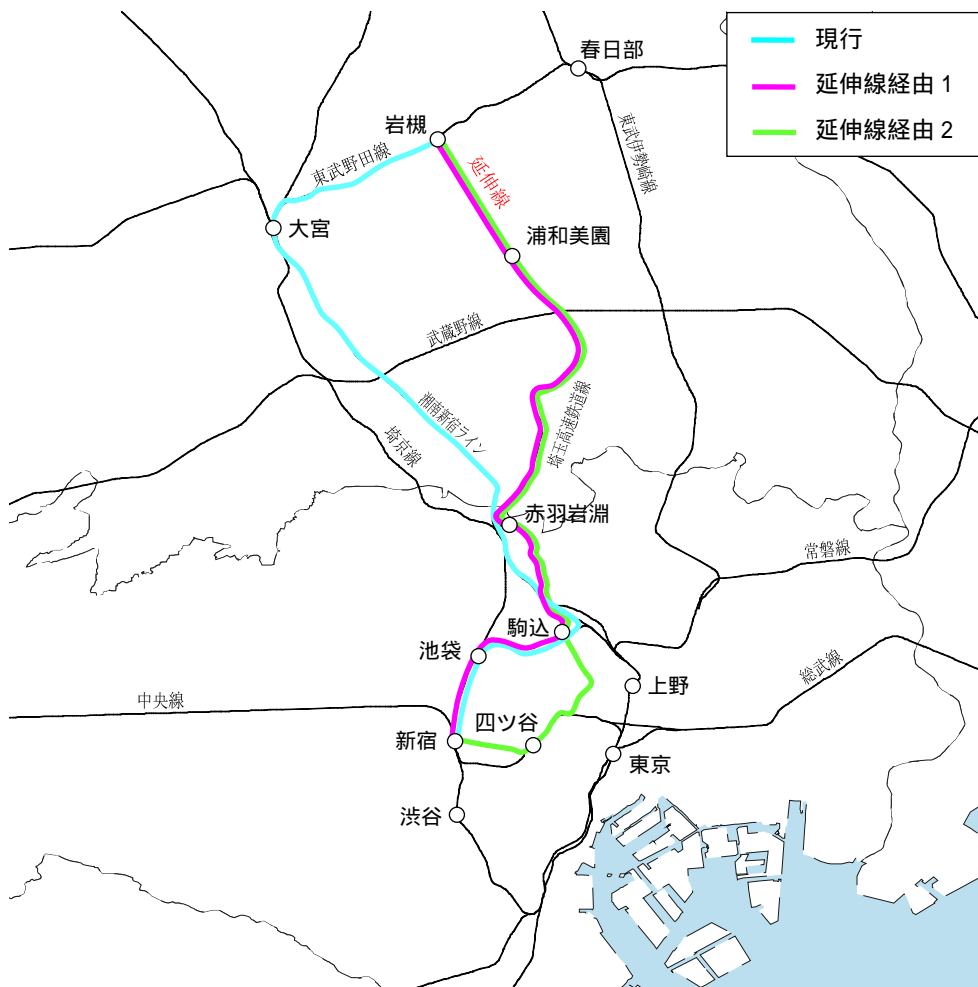 現行
延伸線経由1
延伸線経由2
春日部
岩槻
東武野田線
東武伊勢崎線
延伸線
大宮
浦和美園
武蔵野線
湘南新宿ライン
埼京線
埼玉高速鉄道線
赤羽岩淵
常磐線
駒込
池袋
上野
総武線
中央線
四ツ谷
新宿
東京
渋谷